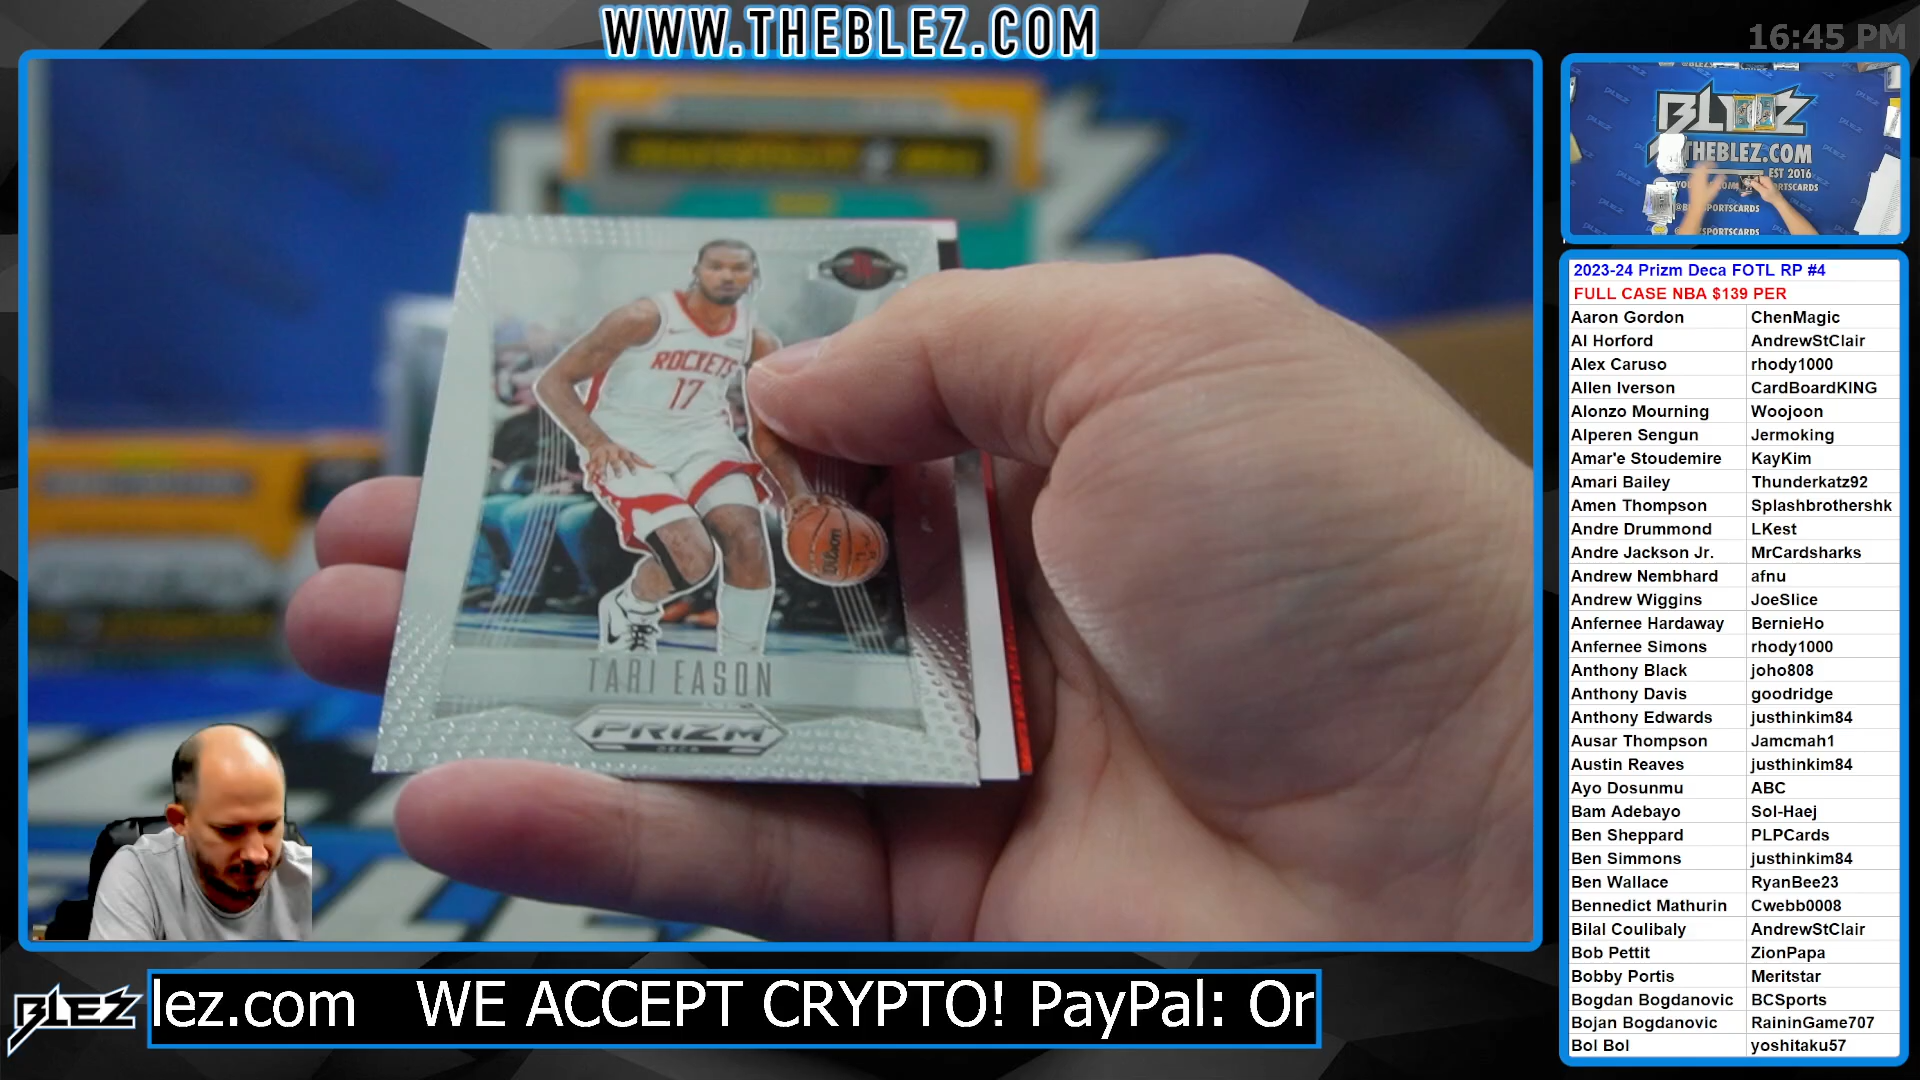 WWW.THEBLEZ.COM
16:45 PM
ROCKETS
17
Wilson
TARI EASON
PRIZM
DECA
BLEZ
THEBLEZ.COM
EST 2016
2023-24 Prizm Deca FOTL RP #4
FULL CASE NBA $139 PER
Aaron Gordon ChenMagic
Al Horford AndrewStClair
Alex Caruso rhody1000
Allen Iverson CardBoardKING
Alonzo Mourning Woojoon
Alperen Sengun Jermoking
Amar'e Stoudemire KayKim
Amari Bailey Thunderkatz92
Amen Thompson Splashbrothershk
Andre Drummond LKest
Andre Jackson Jr. MrCardsharks
Andrew Nembhard afnu
Andrew Wiggins JoeSlice
Anfernee Hardaway BernieHo
Anfernee Simons rhody1000
Anthony Black joho808
Anthony Davis goodridge
Anthony Edwards justhinkim84
Ausar Thompson Jamcmah1
Austin Reaves justhinkim84
Ayo Dosunmu ABC
Bam Adebayo Sol-Haej
Ben Sheppard PLPCards
Ben Simmons justhinkim84
Ben Wallace RyanBee23
Bennedict Mathurin Cwebb0008
Bilal Coulibaly AndrewStClair
Bob Pettit ZionPapa
Bobby Portis Meritstar
Bogdan Bogdanovic BCSports
Bojan Bogdanovic RaininGame707
Bol Bol yoshitaku57
BLEZ
lez.com WE ACCEPT CRYPTO! PayPal: Or